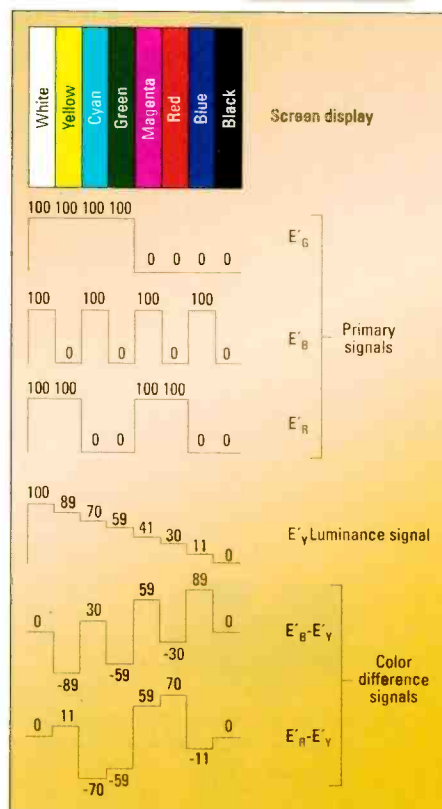 White Yellow Cyan Green Magenta Red Blue Black
Screen display
100 100 100 100 0 0 0 0
E'G
100 0 100 0 100 0 100 0
E'B
Primary
signals
100 100 0 0 100 100 0 0
E'R
100 89 70 59 41 30 11 0
E'Y Luminance signal
0 -89 30 -59 59 -30 89 0
E'B-E'Y
Color
difference
signals
0 11 -70 -59 59 70 -11 0
E'R-E'Y